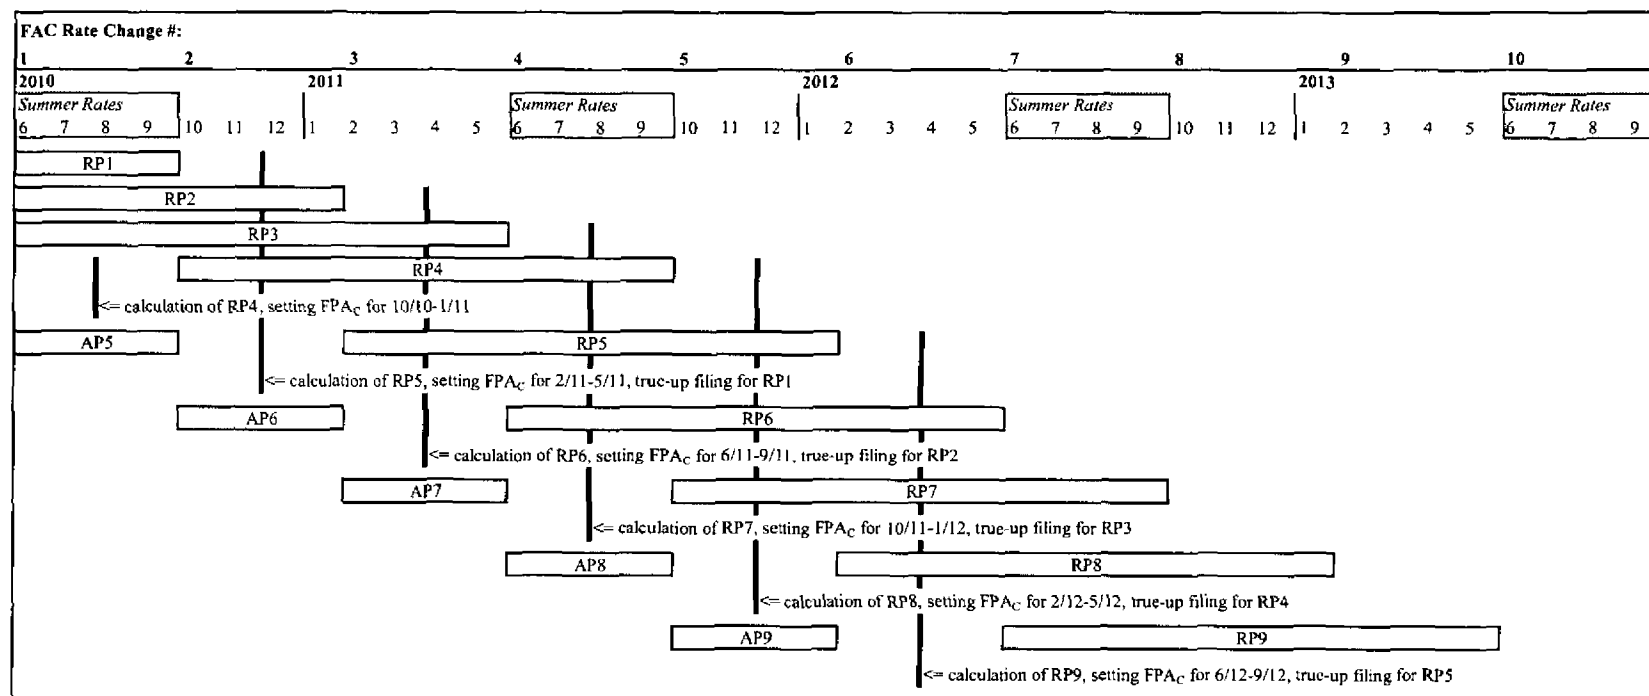 FAC Rate Change #:
1 2 3 4 5 6 7 8 9 10
2010 2011 2012 2013
Summer Rates Summer Rates Summer Rates Summer Rates
6 7 8 9 10 11 12 1 2 3 4 5 6 7 8 9 10 11 12 1 2 3 4 5 6 7 8 9 10 11 12 1 2 3 4 5 6 7 8 9
RP1
RP2
RP3
RP4
<= calculation of RP4, setting FPAC for 10/10-1/11
AP5 RP5
<= calculation of RP5, setting FPAC for 2/11-5/11, true-up filing for RP1
AP6 RP6
<= calculation of RP6, setting FPAC for 6/11-9/11, true-up filing for RP2
AP7 RP7
<= calculation of RP7, setting FPAC for 10/11-1/12, true-up filing for RP3
AP8 RP8
<= calculation of RP8, setting FPAC for 2/12-5/12, true-up filing for RP4
AP9 RP9
<= calculation of RP9, setting FPAC for 6/12-9/12, true-up filing for RP5